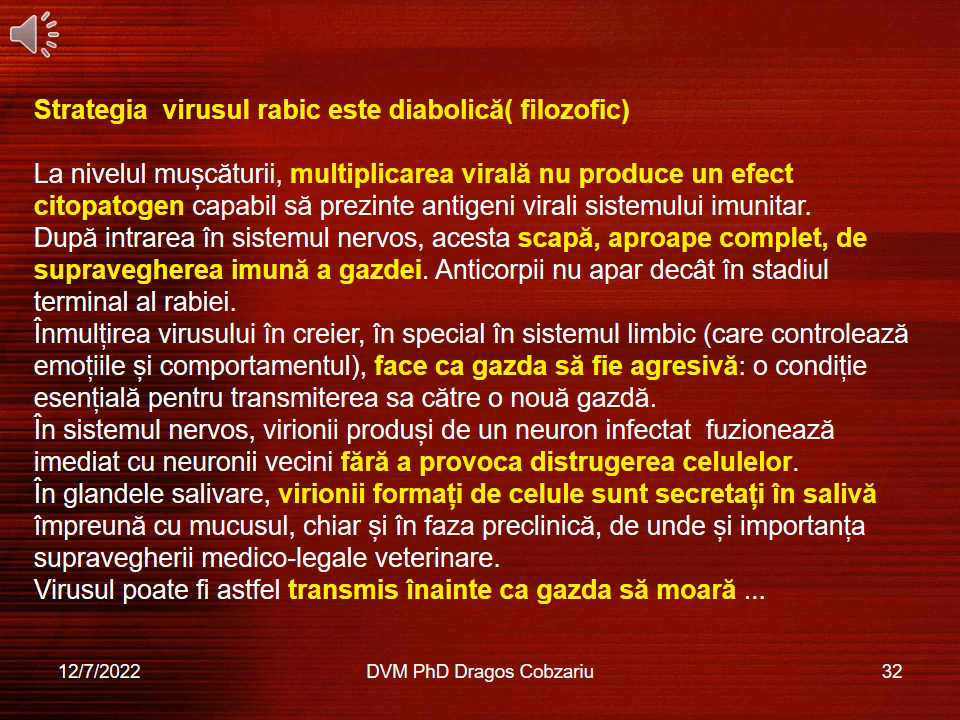 Strategia  virusul rabic este diabolică( filozofic)
La nivelul mușcăturii, multiplicarea virală nu produce un efect
citopatogen capabil să prezinte antigeni virali sistemului imunitar.
După intrarea în sistemul nervos, acesta scapă, aproape complet, de
supravegherea imună a gazdei. Anticorpii nu apar decât în stadiul
terminal al rabiei.
Înmulțirea virusului în creier, în special în sistemul limbic (care controlează
emoțiile și comportamentul), face ca gazda să fie agresivă: o condiție
esențială pentru transmiterea sa către o nouă gazdă.
În sistemul nervos, virionii produși de un neuron infectat  fuzionează
imediat cu neuronii vecini fără a provoca distrugerea celulelor.
În glandele salivare, virionii formați de celule sunt secretați în salivă
împreună cu mucusul, chiar și în faza preclinică, de unde și importanța
supravegherii medico-legale veterinare.
Virusul poate fi astfel transmis înainte ca gazda să moară ...
12/7/2022
DVM PhD Dragos Cobzariu
32